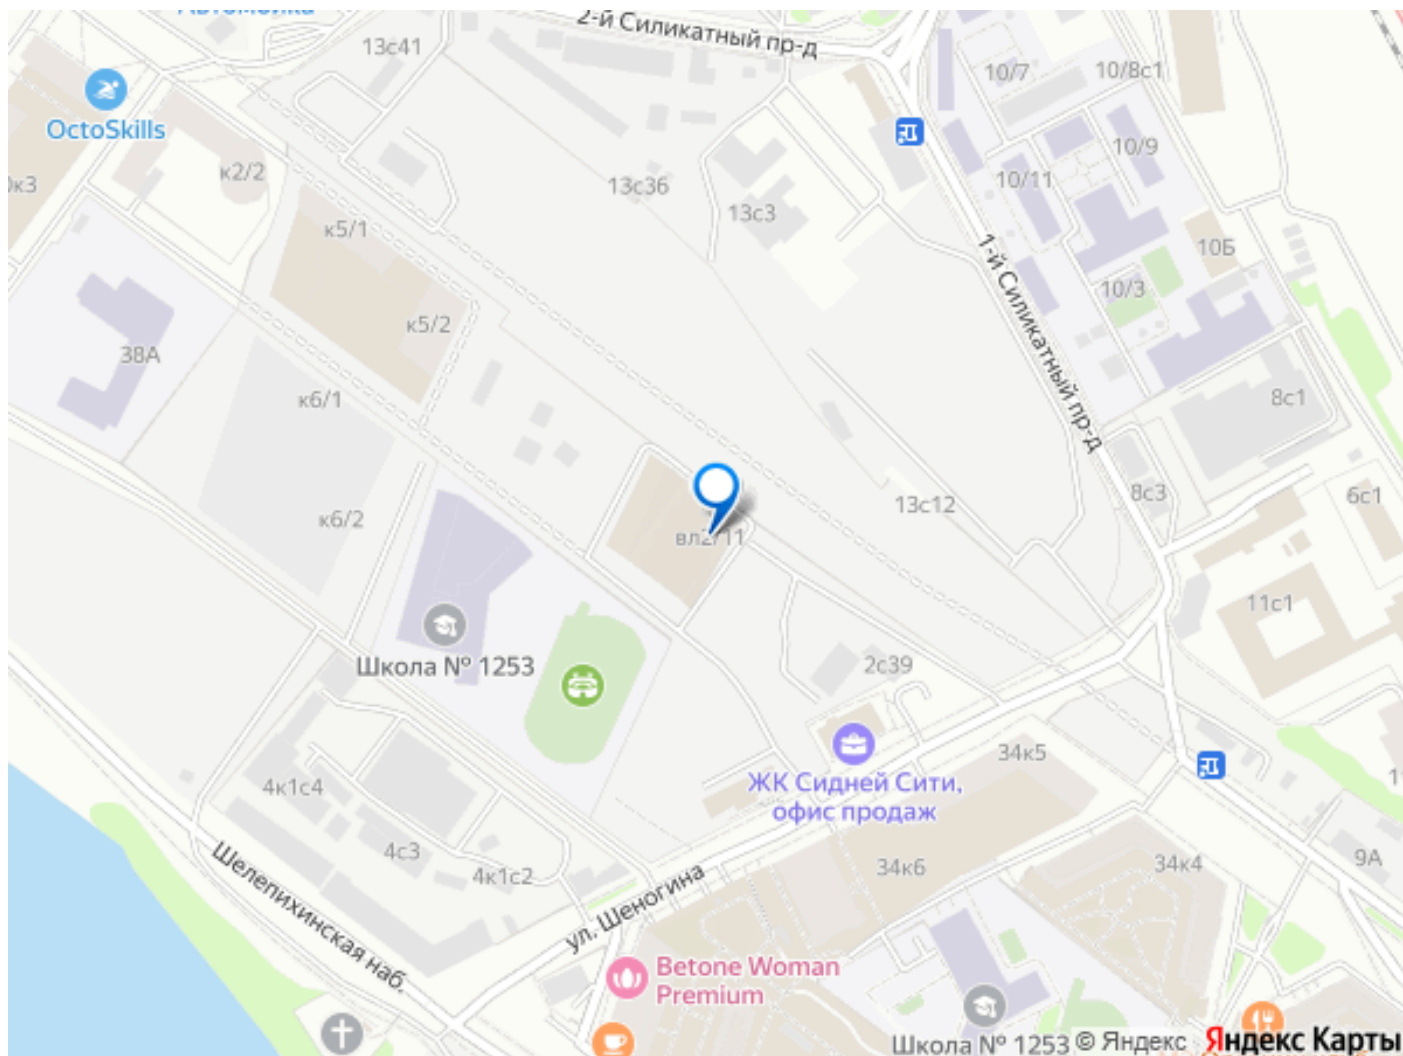 2-й Силикатный пр-д
13с41
10/7
10/8с1
OctoSkills
10/9
к2/2
13с36
10/11
13с3
к5/1
10Б
1-й Силикатный пр-д
10/3
к5/2
38А
к6/1
8с1
8с3
6с1
13с12
к6/2
вл2/11
11с1
Школа № 1253
2с39
34к5
ЖК Сидней Сити,
офис продаж
4к1с4
4с3
34к6
34к4
9А
4к1с2
Шелепихинская наб.
ул. Шеногина
Betone Woman
Premium
Школа № 1253
© Яндекс
Яндекс Карты